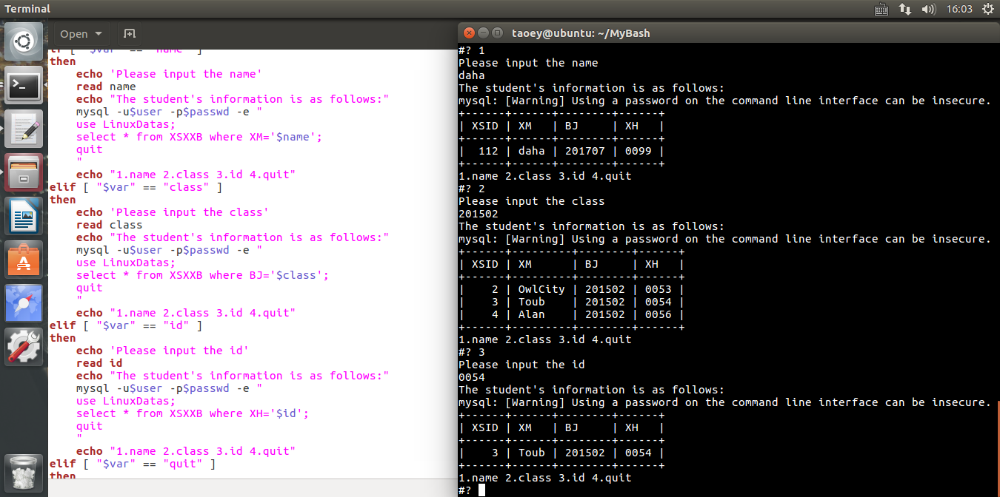 Terminal
16:03
Open
taoey@ubuntu: ~/MyBash
if [ "$var" == "name" ]
then
    echo 'Please input the name'
    read name
    echo "The student's information is as follows:"
    mysql -u$user -p$passwd -e "
    use LinuxDatas;
    select * from XSXXB where XM='$name';
    quit
    "
    echo "1.name 2.class 3.id 4.quit"
elif [ "$var" == "class" ]
then
    echo 'Please input the class'
    read class
    echo "The student's information is as follows:"
    mysql -u$user -p$passwd -e "
    use LinuxDatas;
    select * from XSXXB where BJ='$class';
    quit
    "
    echo "1.name 2.class 3.id 4.quit"
elif [ "$var" == "id" ]
then
    echo 'Please input the id'
    read id
    echo "The student's information is as follows:"
    mysql -u$user -p$passwd -e "
    use LinuxDatas;
    select * from XSXXB where XH='$id';
    quit
    "
    echo "1.name 2.class 3.id 4.quit"
elif [ "$var" == "quit" ]
then
#? 1
Please input the name
daha
The student's information is as follows:
mysql: [Warning] Using a password on the command line interface can be insecure.
+------+------+--------+------+
| XSID | XM   | BJ     | XH   |
+------+------+--------+------+
|  112 | daha | 201707 | 0099 |
+------+------+--------+------+
1.name 2.class 3.id 4.quit
#? 2
Please input the class
201502
The student's information is as follows:
mysql: [Warning] Using a password on the command line interface can be insecure.
+------+---------+--------+------+
| XSID | XM      | BJ     | XH   |
+------+---------+--------+------+
|    2 | OwlCity | 201502 | 0053 |
|    3 | Toub    | 201502 | 0054 |
|    4 | Alan    | 201502 | 0056 |
+------+---------+--------+------+
1.name 2.class 3.id 4.quit
#? 3
Please input the id
0054
The student's information is as follows:
mysql: [Warning] Using a password on the command line interface can be insecure.
+------+------+--------+------+
| XSID | XM   | BJ     | XH   |
+------+------+--------+------+
|    3 | Toub | 201502 | 0054 |
+------+------+--------+------+
1.name 2.class 3.id 4.quit
#?